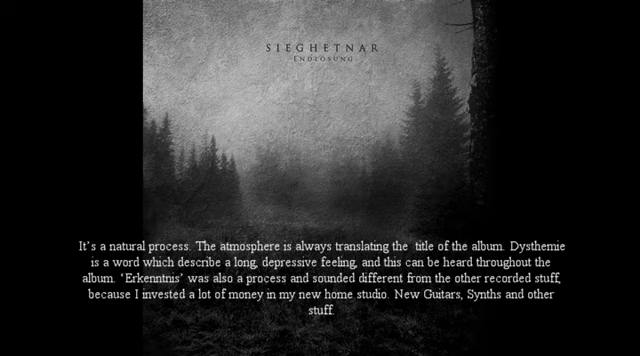 SIEGHETNAR
ENDLÖSUNG
It's a natural process. The atmosphere is always translating the title of the album. Dysthemie
is a word which describe a long, depressive feeling, and this can be heard throughout the
album. 'Erkenntnis' was also a process and sounded different from the other recorded stuff,
because I invested a lot of money in my new home studio. New Guitars, Synths and other
stuff.